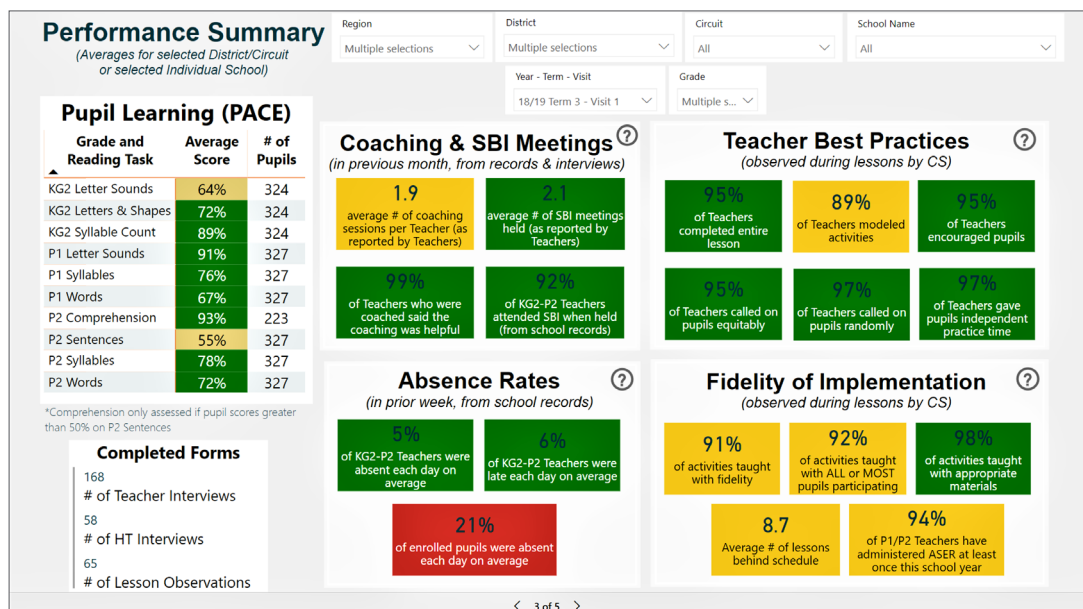 Performance Summary
(Averages for selected District/Circuit
or selected Individual School)
Region
Multiple selections
District
Multiple selections
Circuit
All
School Name
All
Year - Term - Visit
18/19 Term 3 - Visit 1
Grade
Multiple s...
Pupil Learning (PACE)
Grade and Reading Task Average Score # of Pupils
KG2 Letter Sounds 64% 324
KG2 Letters & Shapes 72% 324
KG2 Syllable Count 89% 324
P1 Letter Sounds 91% 327
P1 Syllables 76% 327
P1 Words 67% 327
P2 Comprehension 93% 223
P2 Sentences 55% 327
P2 Syllables 78% 327
P2 Words 72% 327
*Comprehension only assessed if pupil scores greater
than 50% on P2 Sentences
Completed Forms
168
# of Teacher Interviews
58
# of HT Interviews
65
# of Lesson Observations
Coaching & SBI Meetings ?
(in previous month, from records & interviews)
1.9
average # of coaching
sessions per Teacher (as
reported by Teachers)
2.1
average # of SBI meetings
held (as reported by
Teachers)
99%
of Teachers who were
coached said the
coaching was helpful
92%
of KG2-P2 Teachers
attended SBI when held
(from school records)
Teacher Best Practices ?
(observed during lessons by CS)
95%
of Teachers
completed entire
lesson
89%
of Teachers modeled
activities
95%
of Teachers
encouraged pupils
95%
of Teachers called on
pupils equitably
97%
of Teachers called on
pupils randomly
97%
of Teachers gave
pupils independent
practice time
Absence Rates ?
(in prior week, from school records)
5%
of KG2-P2 Teachers were
absent each day on
average
6%
of KG2-P2 Teachers were
late each day on average
21%
of enrolled pupils were absent
each day on average
Fidelity of Implementation ?
(observed during lessons by CS)
91%
of activities taught
with fidelity
92%
of activities taught
with ALL or MOST
pupils participating
98%
of activities taught
with appropriate
materials
8.7
Average # of lessons
behind schedule
94%
of P1/P2 Teachers have
administered ASER at least
once this school year
< 3 of 5 >